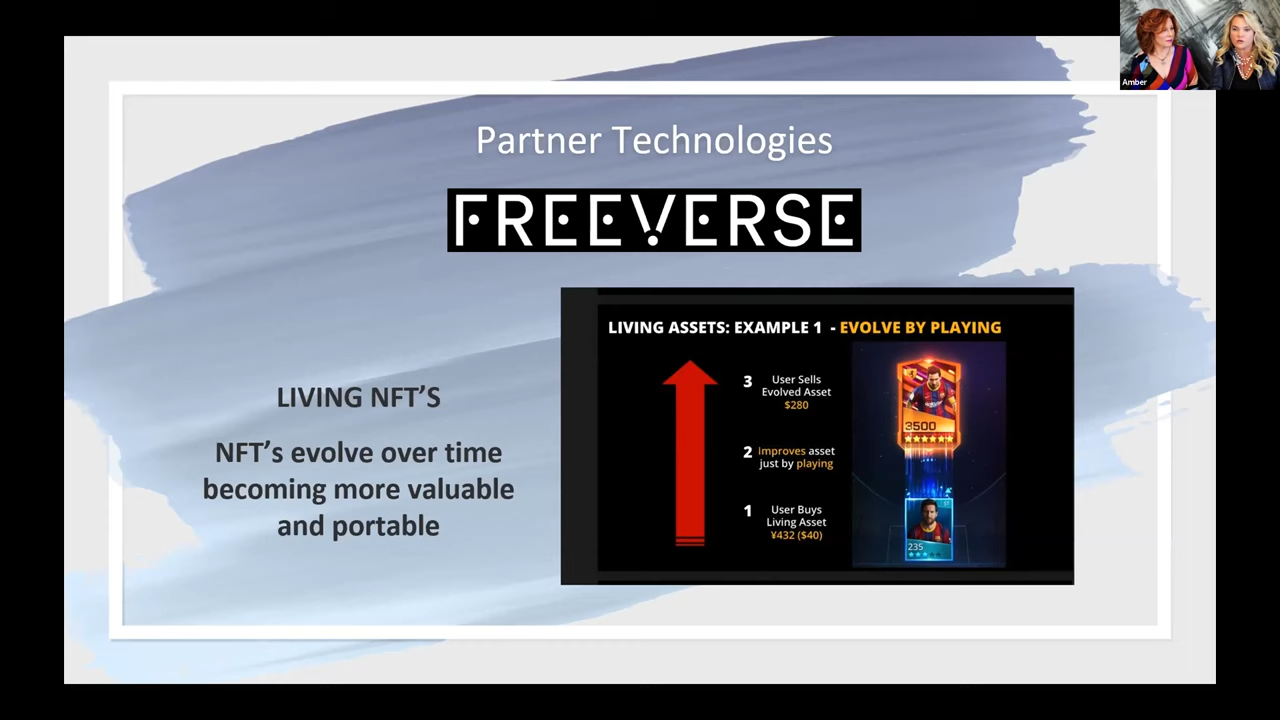 Amber
Partner Technologies
FREEVERSE
LIVING ASSETS: EXAMPLE 1 - EVOLVE BY PLAYING
3 User Sells
Evolved Asset
$280
3500
2 Improves asset
just by playing
1 User Buys
Living Asset
¥432 ($40)
235
LIVING NFT’S
NFT’s evolve over time
becoming more valuable
and portable